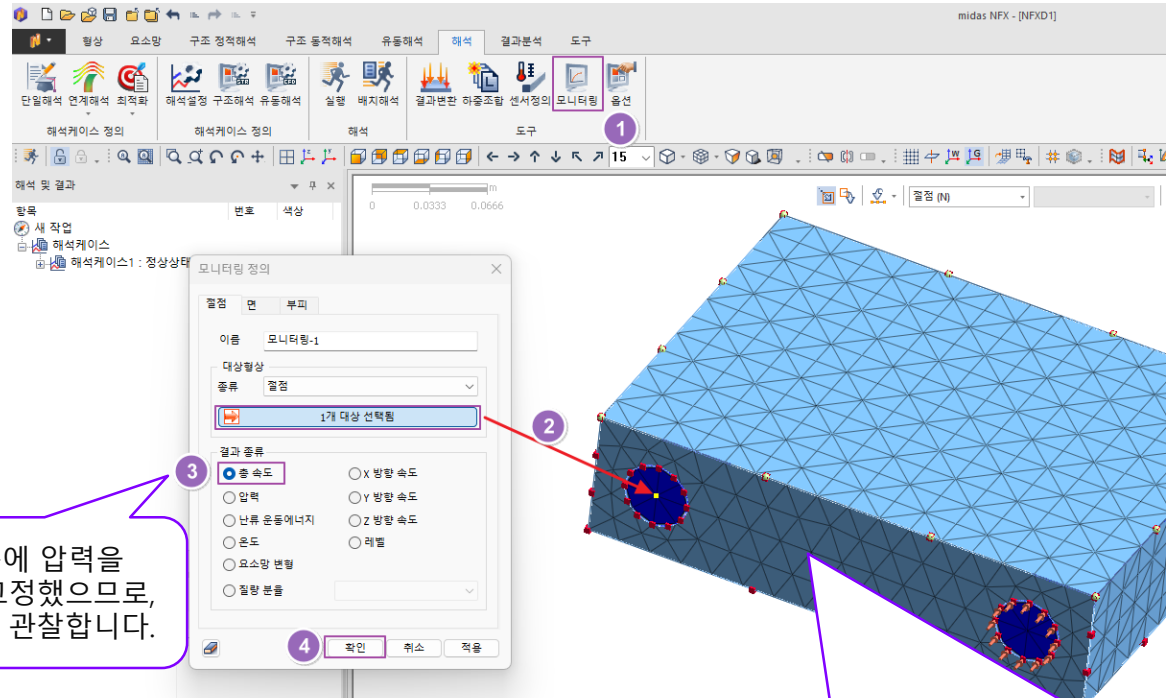 midas NFX - [NFXD1]
형상 요소망 구조 정적해석 구조 동적해석 유동해석 해석 결과분석 도구
단일해석 연계해석 최적화 해석설정 구조해석 유동해석 실행 배치해석 결과변환 하중조합 센서정의 모니터링 옵션
해석케이스 정의 해석케이스 정의 해석 도구
1
15
해석 및 결과
항목 번호 색상
새 작업
해석케이스
해석케이스1 : 정상상태
m
0 0.0333 0.0666
절점 (N)
모니터링 정의
절점 면 부피
이름 모니터링-1
대상형상
종류 절점
1개 대상 선택됨
2
결과 종류
3
총 속도 X 방향 속도
압력 Y 방향 속도
난류 운동에너지 Z 방향 속도
온도 레벨
요소망 변형
질량 분율
4
확인 취소 적용
에 압력을
고정했으므로,
관찰합니다.